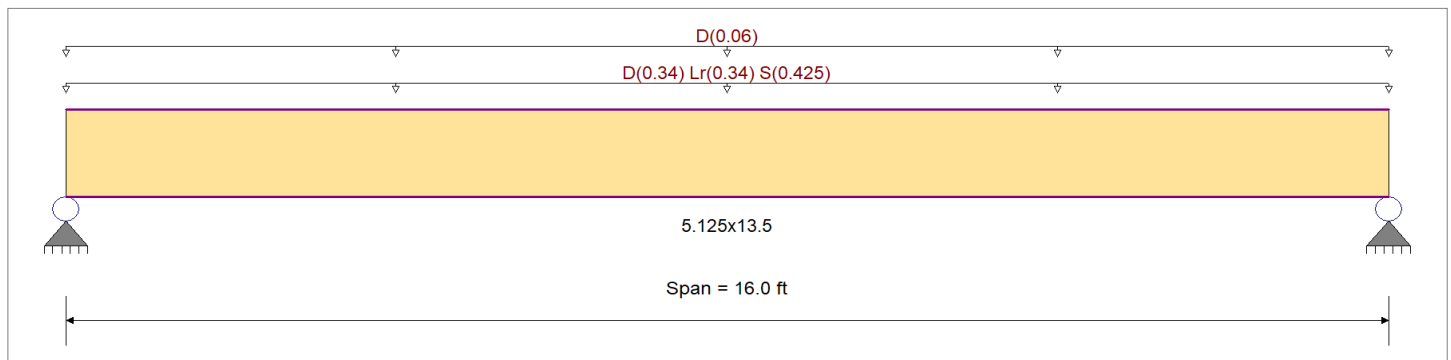 D(0.06)
D(0.34) Lr(0.34) S(0.425)
5.125x13.5
Span = 16.0 ft